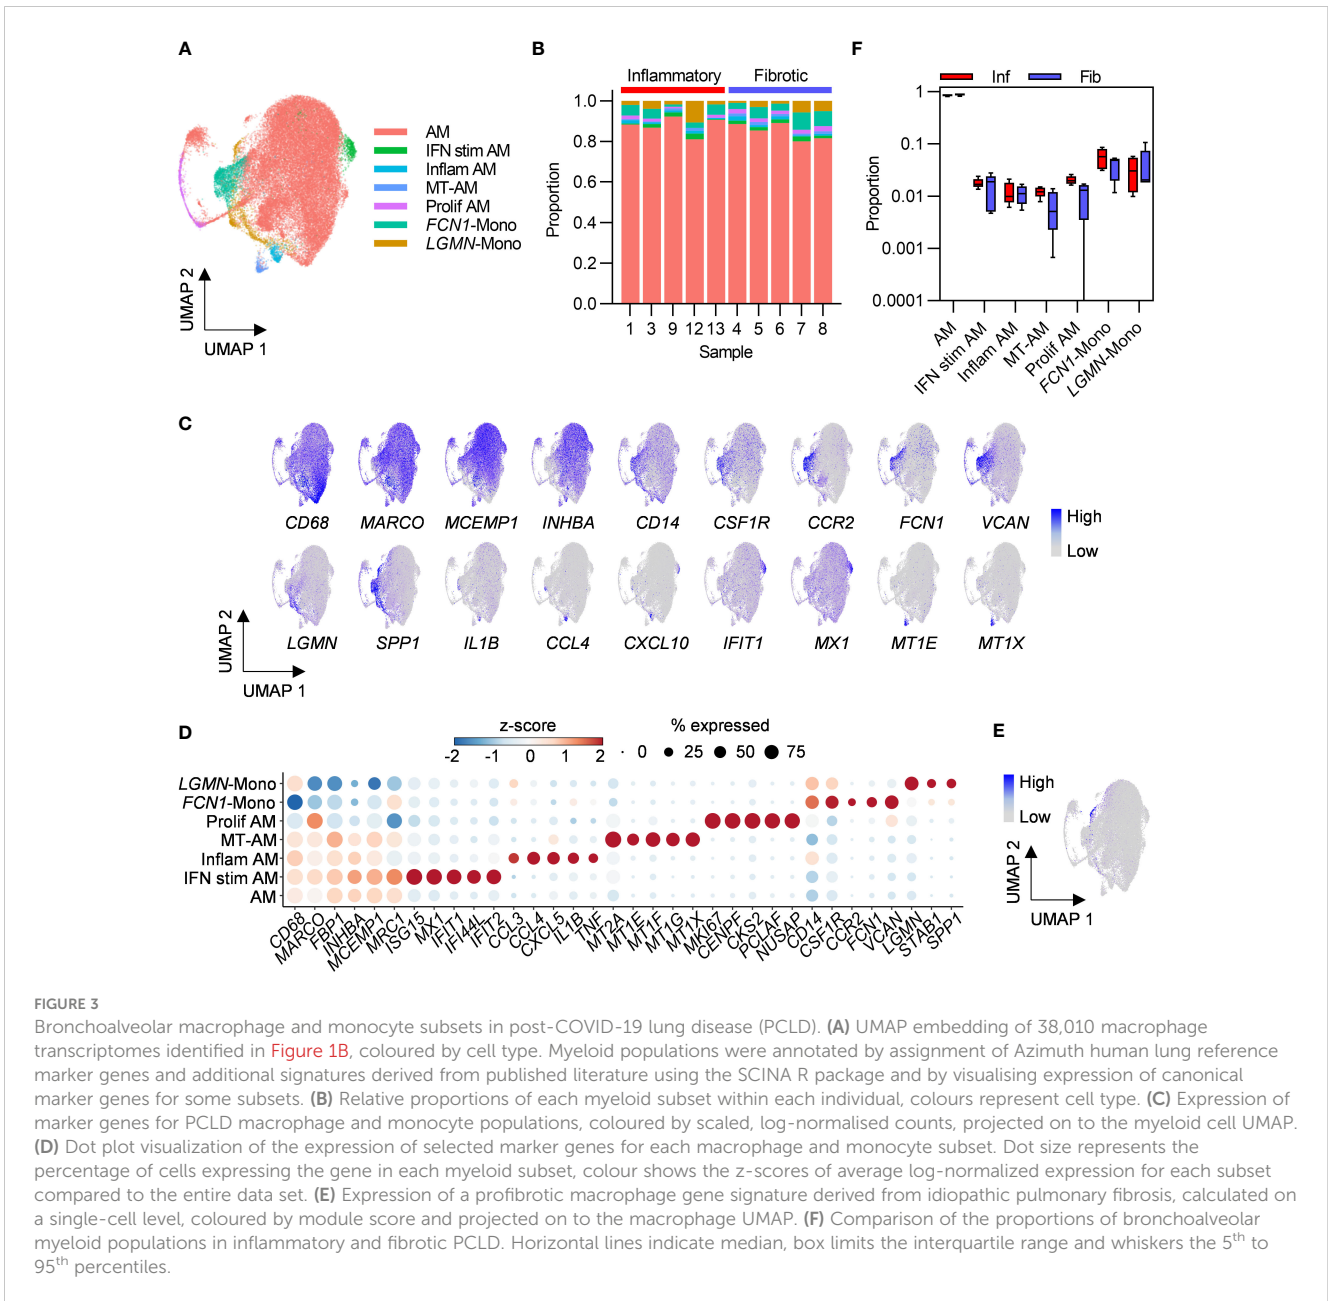 A
AM
IFN stim AM
Inflam AM
MT-AM
Prolif AM
FCN1-Mono
LGMN-Mono
UMAP 2
UMAP 1
B
Inflammatory Fibrotic
Proportion
1.0
0.8
0.6
0.4
0.2
0.0
1 3 9 12 13 4 5 6 7 8
Sample
F
Inf Fib
Proportion
1
0.1
0.01
0.001
0.0001
AM
IFN stim AM
Inflam AM
MT-AM
Prolif AM
FCN1-Mono
LGMN-Mono
C
CD68 MARCO MCEMP1 INHBA CD14 CSF1R CCR2 FCN1 VCAN
High
Low
LGMN SPP1 IL1B CCL4 CXCL10 IFIT1 MX1 MT1E MT1X
UMAP 2
UMAP 1
D
z-score
-2 -1 0 1 2
% expressed
0 25 50 75
LGMN-Mono
FCN1-Mono
Prolif AM
MT-AM
Inflam AM
IFN stim AM
AM
CD68 MARCO FBP1 INHBA MCEMP1 MRC1 ISG15 MX1 IFIT1 IFI44L IFIT2 CCL3 CCL4 CXCL5 IL1B TNF MT2A MT1E MT1F MT1G MT1X MKI67 CENPF CKS2 PCLAF NUSAP CD14 CSF1R CCR2 FCN1 VCAN LGMN STAB1 SPP1
E
High
Low
UMAP 2
UMAP 1
FIGURE 3
Bronchoalveolar macrophage and monocyte subsets in post-COVID-19 lung disease (PCLD). (A) UMAP embedding of 38,010 macrophage
transcriptomes identified in Figure 1B, coloured by cell type. Myeloid populations were annotated by assignment of Azimuth human lung reference
marker genes and additional signatures derived from published literature using the SCINA R package and by visualising expression of canonical
marker genes for some subsets. (B) Relative proportions of each myeloid subset within each individual, colours represent cell type. (C) Expression of
marker genes for PCLD macrophage and monocyte populations, coloured by scaled, log-normalised counts, projected on to the myeloid cell UMAP.
(D) Dot plot visualization of the expression of selected marker genes for each macrophage and monocyte subset. Dot size represents the
percentage of cells expressing the gene in each myeloid subset, colour shows the z-scores of average log-normalized expression for each subset
compared to the entire data set. (E) Expression of a profibrotic macrophage gene signature derived from idiopathic pulmonary fibrosis, calculated on
a single-cell level, coloured by module score and projected on to the macrophage UMAP. (F) Comparison of the proportions of bronchoalveolar
myeloid populations in inflammatory and fibrotic PCLD. Horizontal lines indicate median, box limits the interquartile range and whiskers the 5th to
95th percentiles.